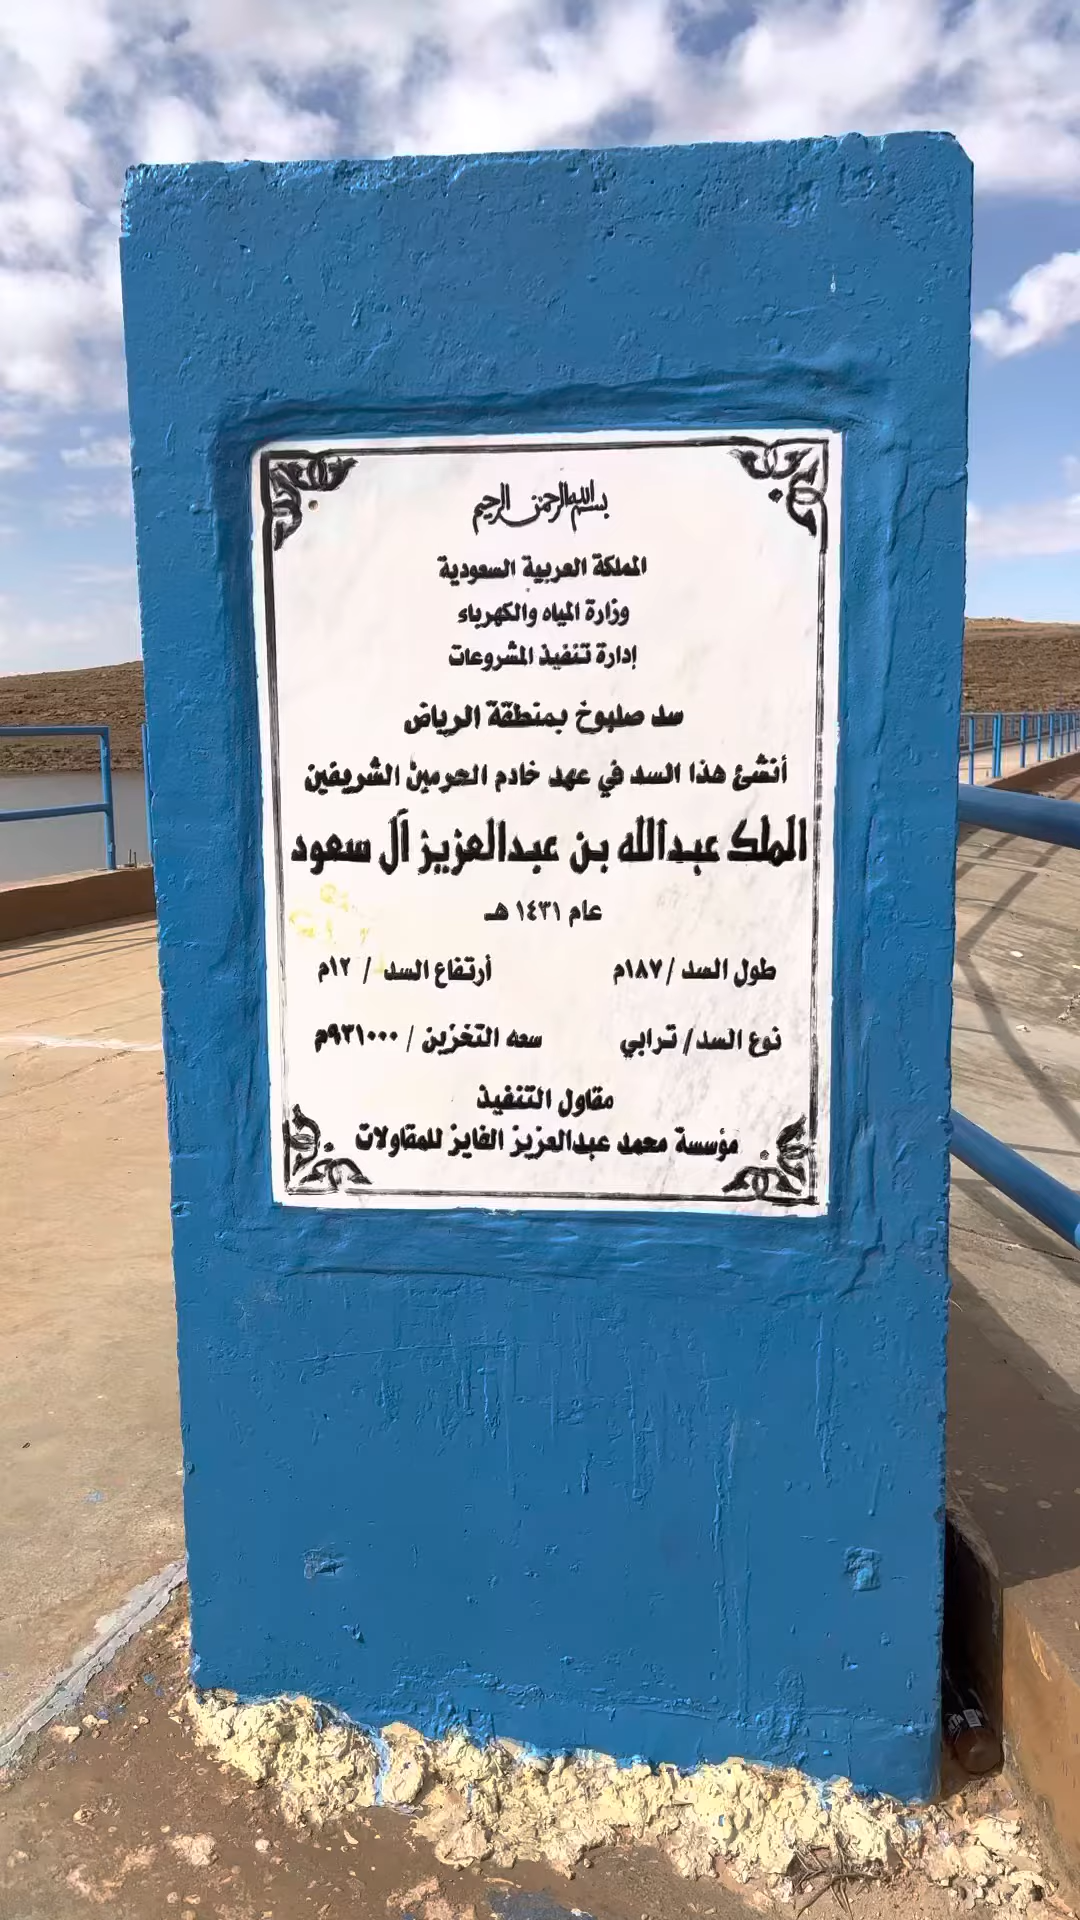 بسم الله الرحمن الرحيم
المملكة العربية السعودية
وزارة المياه والكهرباء
إدارة تنفيذ المشروعات
سد صلبوخ بمنطقة الرياض
أنشئ هذا السد في عهد خادم الحرمين الشريفين
الملك عبدالله بن عبدالعزيز آل سعود
عام ١٤٣١ هـ
طول السد / ١٨٧م أرتفاع السد / ١٢م
نوع السد / ترابي سعه التخزين / ٩٣١٠٠٠م
مقاول التنفيذ
مؤسسة محمد عبدالعزيز الفايز للمقاولات